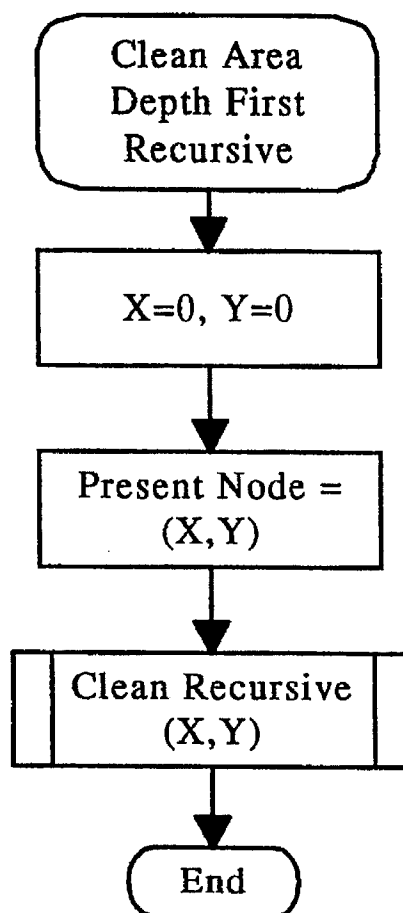 Clean Area
Depth First
Recursive
X=0, Y=0
Present Node =
(X,Y)
Clean Recursive
(X,Y)
End